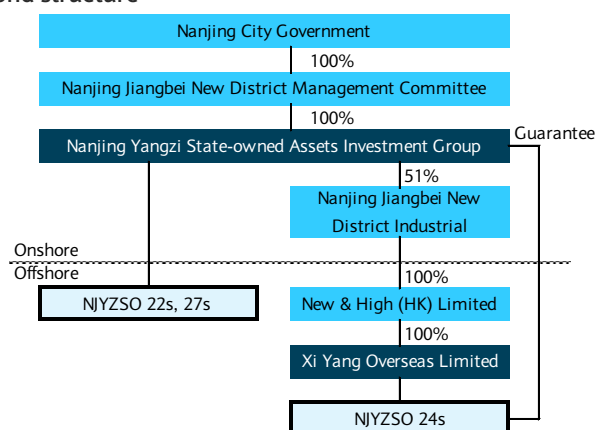 Nanjing City Government
100%
Nanjing Jiangbei New District Management Committee
100%
Guarantee
Nanjing Yangzi State-owned Assets Investment Group
51%
Nanjing Jiangbei New
District Industrial
Onshore
Offshore
100%
NJYZSO 22s, 27s
New & High (HK) Limited
100%
Xi Yang Overseas Limited
NJYZSO 24s